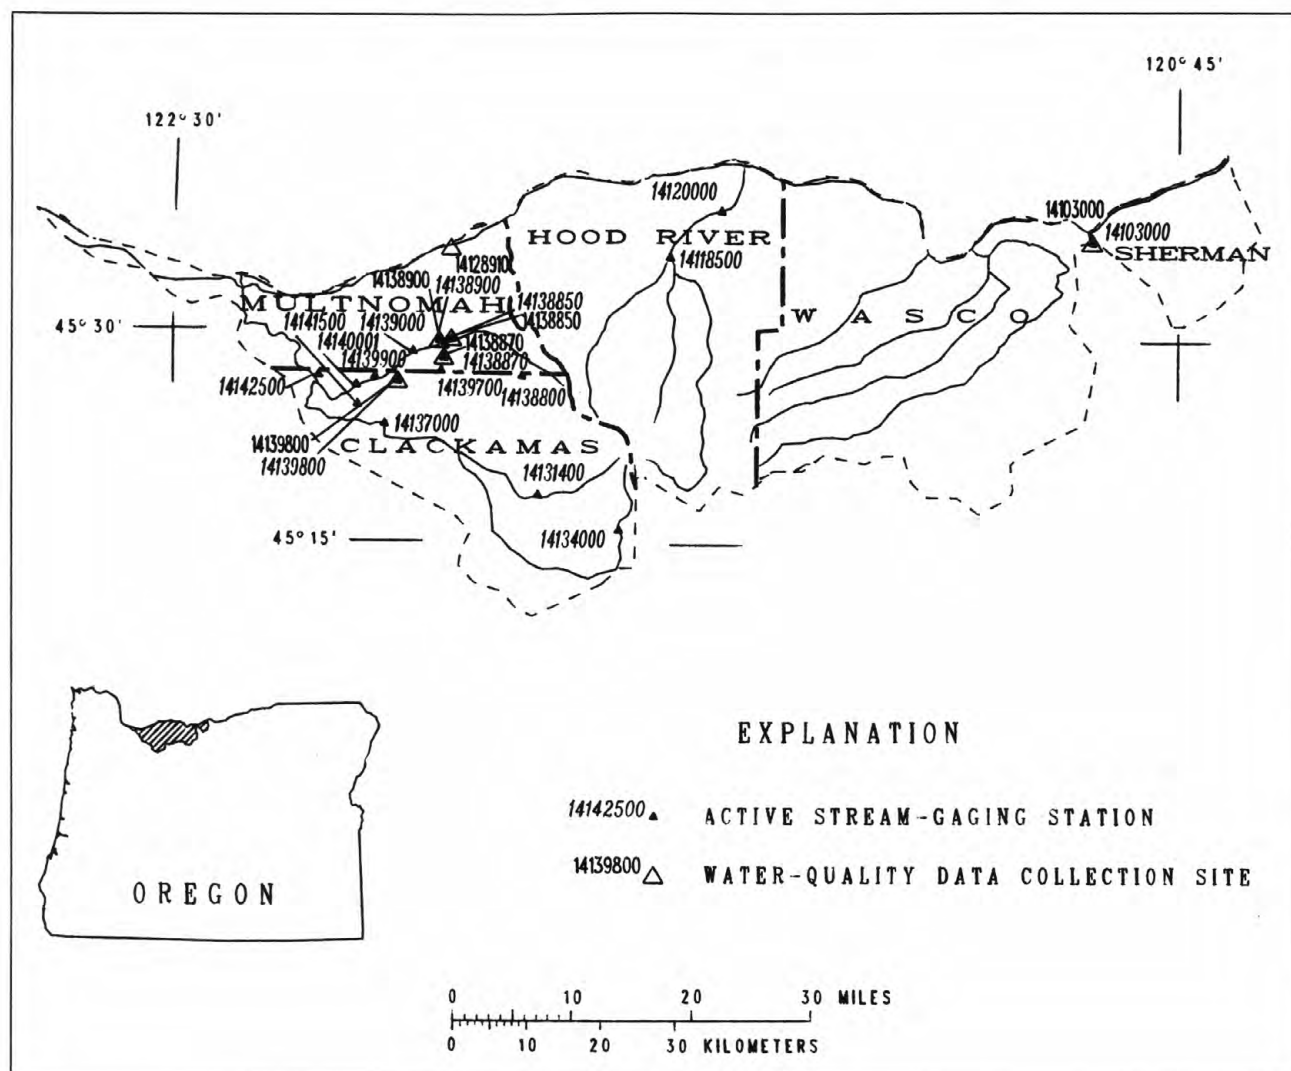 120° 45'
122° 30'
14120000
14103000
14103000
HOOD RIVER
SHERMAN
14128910
14138900
14138900
14118500
MULTNOMAH
14138850
14138850
WASCO
45° 30'
14141500
14139000
14140001
14138870
14138870
14139900
14142500
14139700
14138800
14137000
14139800
14139800
CLACKAMAS
14131400
45° 15'
14134000
EXPLANATION
14142500 ACTIVE STREAM-GAGING STATION
14139800 WATER-QUALITY DATA COLLECTION SITE
OREGON
0 10 20 30 MILES
0 10 20 30 KILOMETERS